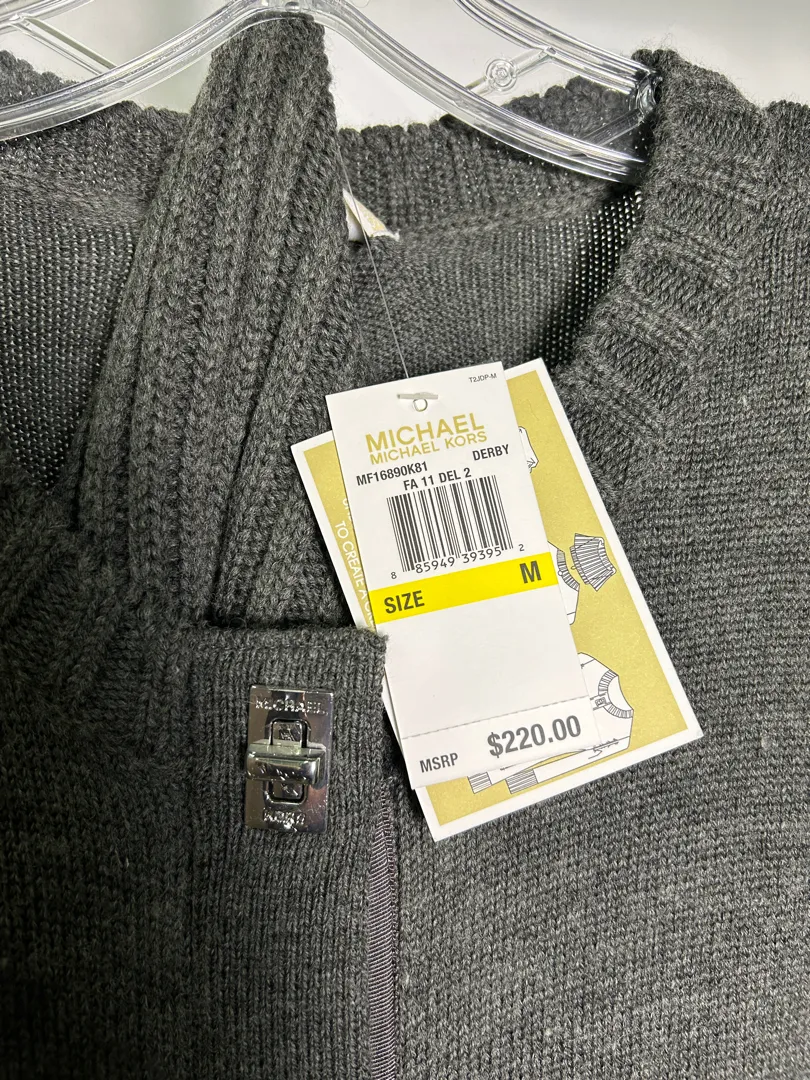 T2JDP-M
MICHAEL
MICHAEL KORS
MF16890K81 DERBY
FA 11 DEL 2
8 85949 39395 2
SIZE M
MSRP $220.00
TO CREATE A
MICHAEL
KORS